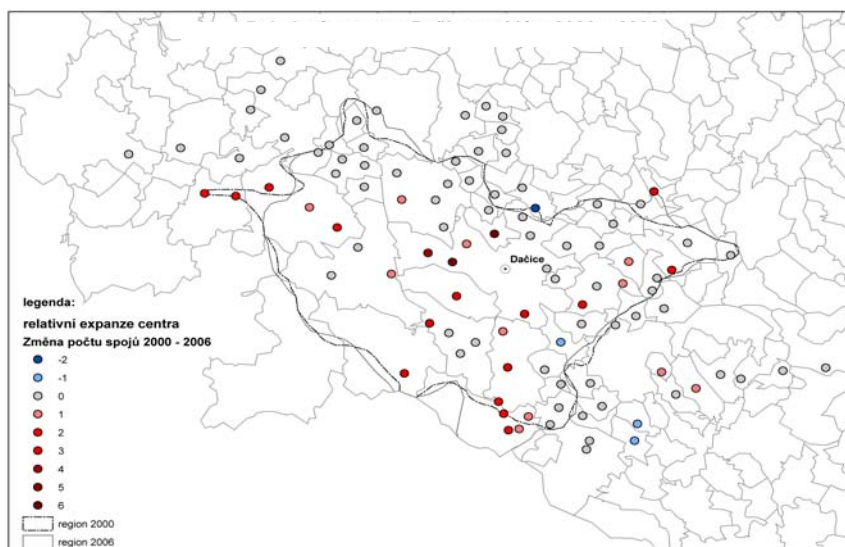 Dačice
legenda:
relativní expanze centra
Změna počtu spojů 2000 - 2006
-2
-1
0
1
2
3
4
5
6
region 2000
region 2006